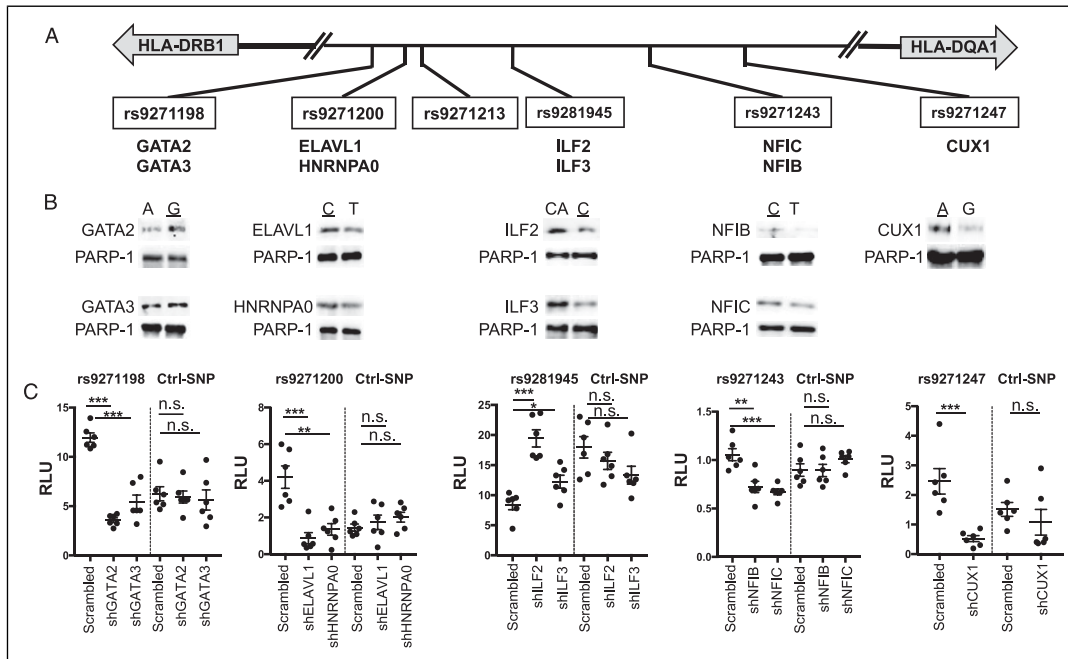 A
HLA-DRB1
HLA-DQA1
rs9271198
rs9271200
rs9271213
rs9281945
rs9271243
rs9271247
GATA2
GATA3
ELAVL1
HNRNPA0
ILF2
ILF3
NFIC
NFIB
CUX1
B
A G
GATA2
PARP-1
GATA3
PARP-1
C T
ELAVL1
PARP-1
HNRNPA0
PARP-1
CA C
ILF2
PARP-1
ILF3
PARP-1
C T
NFIB
PARP-1
NFIC
PARP-1
A G
CUX1
PARP-1
C
rs9271198 Ctrl-SNP
***
***
n.s.
n.s.
RLU
15
10
5
0
Scrambled
shGATA2
shGATA3
Scrambled
shGATA2
shGATA3
rs9271200 Ctrl-SNP
***
**
n.s.
n.s.
RLU
8
6
4
2
0
Scrambled
shELAVL1
shHNRNPA0
Scrambled
shELAVL1
shHNRNPA0
rs9281945 Ctrl-SNP
***
*
n.s.
n.s.
RLU
25
20
15
10
5
0
Scrambled
shILF2
shILF3
Scrambled
shILF2
shILF3
rs9271243 Ctrl-SNP
**
***
n.s.
n.s.
RLU
1.5
1.0
0.5
0.0
Scrambled
shNFIB
shNFIC
Scrambled
shNFIB
shNFIC
rs9271247 Ctrl-SNP
***
n.s.
RLU
5
4
3
2
1
0
Scrambled
shCUX1
Scrambled
shCUX1